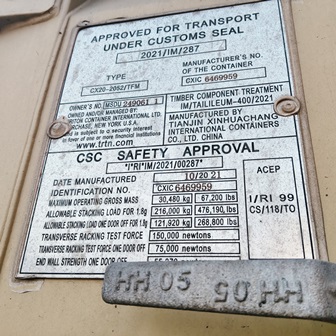 APPROVED FOR TRANSPORT
UNDER CUSTOMS SEAL
2021/IM/287
TYPE
CX20-2052/TFM
MANUFACTURER'S NO.
OF THE CONTAINER
CXIC 6469959
OWNER'S NO. MSDU 249061 1
OWNED AND/OR MANAGED BY:
TRITON CONTAINER INTERNATIONAL LTD.
PURCHASE, NEW YORK U.S.A.
and is subject to a security interest
of one or more financial institutions
www.trtn.com
TIMBER COMPONENT TREATMENT
IM/TAILILEUM-400/2021
MANUFACTURED BY
TIANJIN XINHUACHANG
INTERNATIONAL CONTAINERS
CO., LTD. CHINA
CSC SAFETY APPROVAL
"I"RI"IM/2021/00287"
DATE MANUFACTURED 10/2021
IDENTIFICATION NO. CXIC 6469959
MAXIMUM OPERATING GROSS MASS 30,480 kg 67,200 lbs
ALLOWABLE STACKING LOAD FOR 1.8g 216,000 kg 476,190 lbs
ALLOWABLE STACKING LOAD ONE DOOR OFF FOR 1.8g 121,920 kg 268,800 lbs
TRANSVERSE RACKING TEST FORCE 150,000 newtons
TRANSVERSE RACKING TEST FORCE ONE DOOR OFF 75,000 newtons
END WALL STRENGTH ONE DOOR OFF
ACEP
I/RI 99
CS/118/TO
HH 05
HH 05